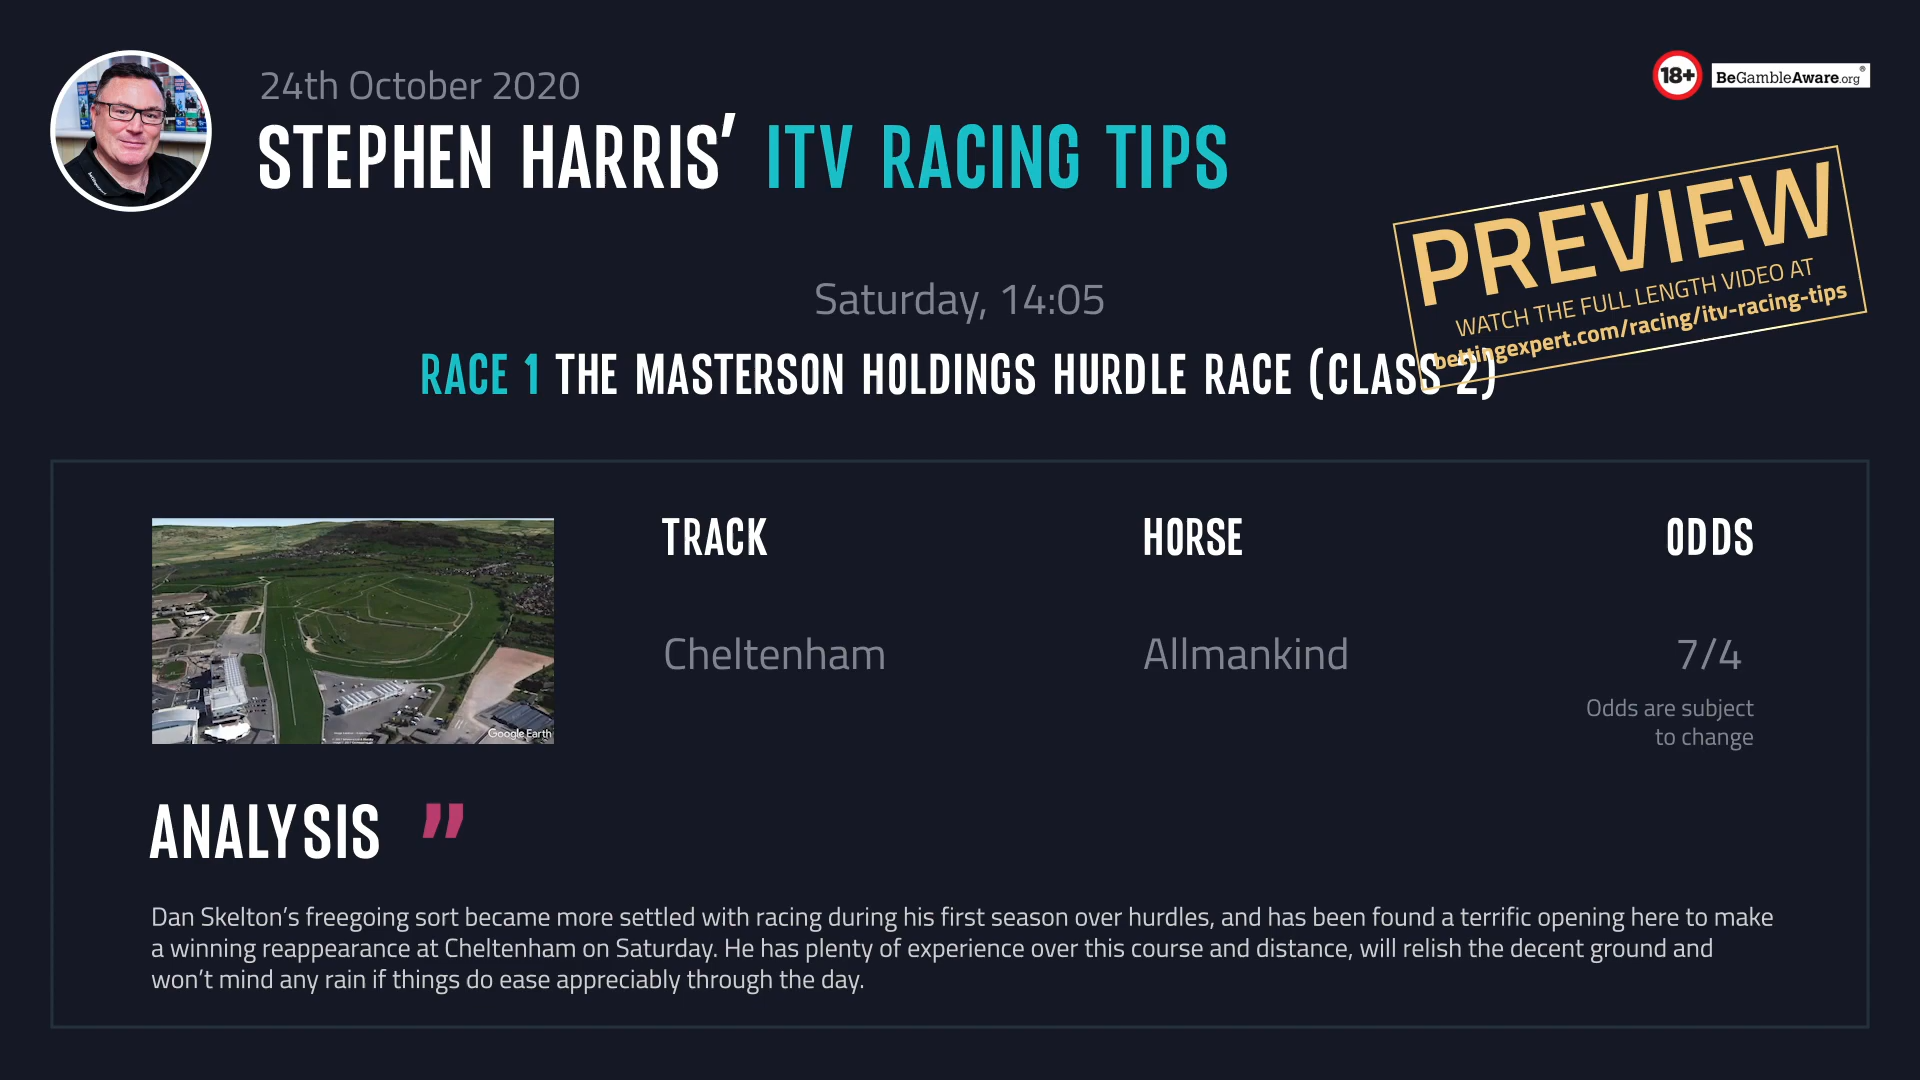 24th October 2020
STEPHEN HARRIS’ ITV RACING TIPS
18+
BeGambleAware.org®
PREVIEW
WATCH THE FULL LENGTH VIDEO AT
bettingexpert.com/racing/itv-racing-tips
Saturday, 14:05
RACE 1 THE MASTERSON HOLDINGS HURDLE RACE (CLASS 2)
TRACK
HORSE
ODDS
Cheltenham
Allmankind
7/4
Odds are subject
to change
Google Earth
ANALYSIS ”
Dan Skelton’s freegoing sort became more settled with racing during his first season over hurdles, and has been found a terrific opening here to make
a winning reappearance at Cheltenham on Saturday. He has plenty of experience over this course and distance, will relish the decent ground and
won’t mind any rain if things do ease appreciably through the day.